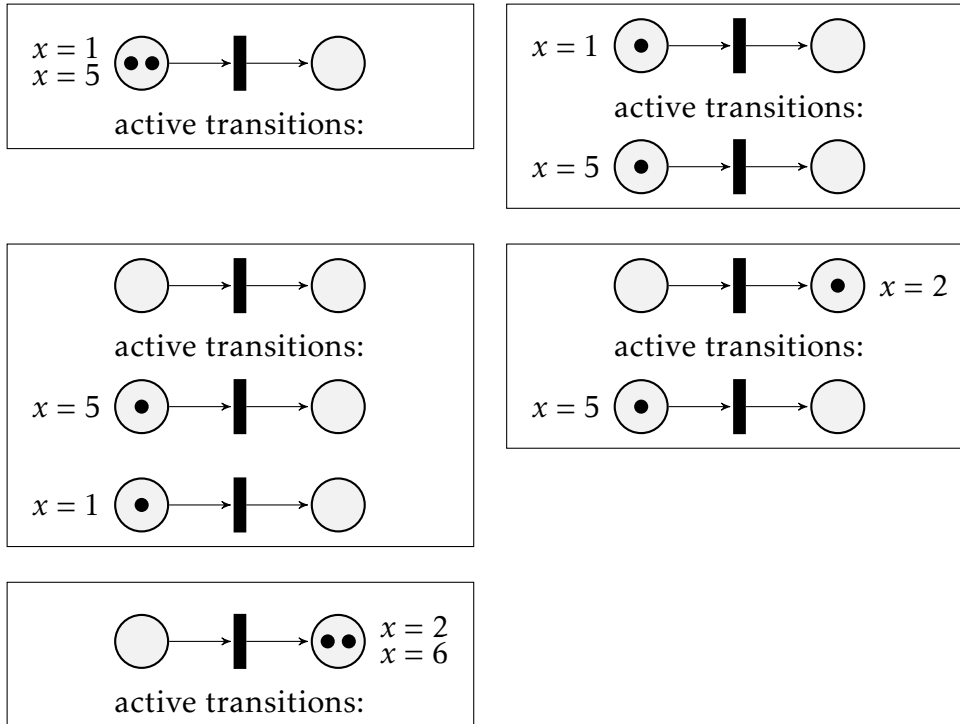 x = 1
x = 5
active transitions:
x = 1
active transitions:
x = 5
active transitions:
x = 5
x = 1
x = 2
active transitions:
x = 5
x = 2
x = 6
active transitions: